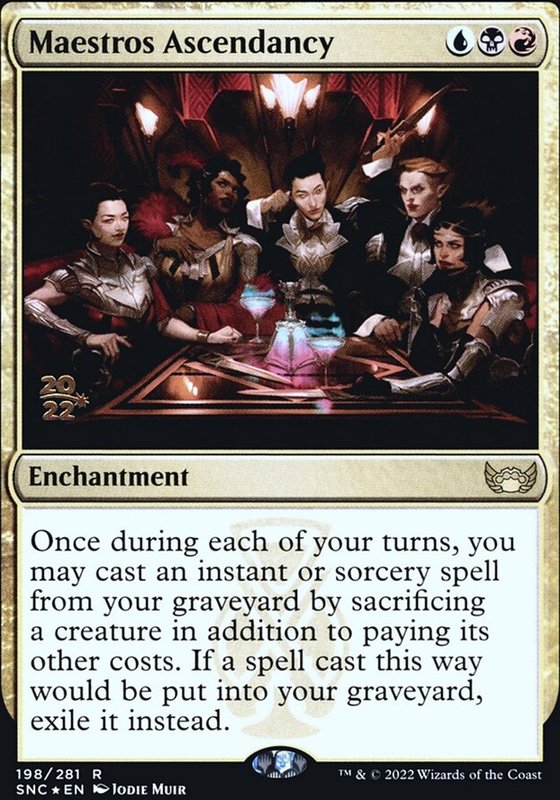 Maestros Ascendancy
20
22
Enchantment
Once during each of your turns, you
may cast an instant or sorcery spell
from your graveyard by sacrificing
a creature in addition to paying its
other costs. If a spell cast this way
would be put into your graveyard,
exile it instead.
198/281 R
SNC ★ EN Jodie Muir
™ & © 2022 Wizards of the Coast